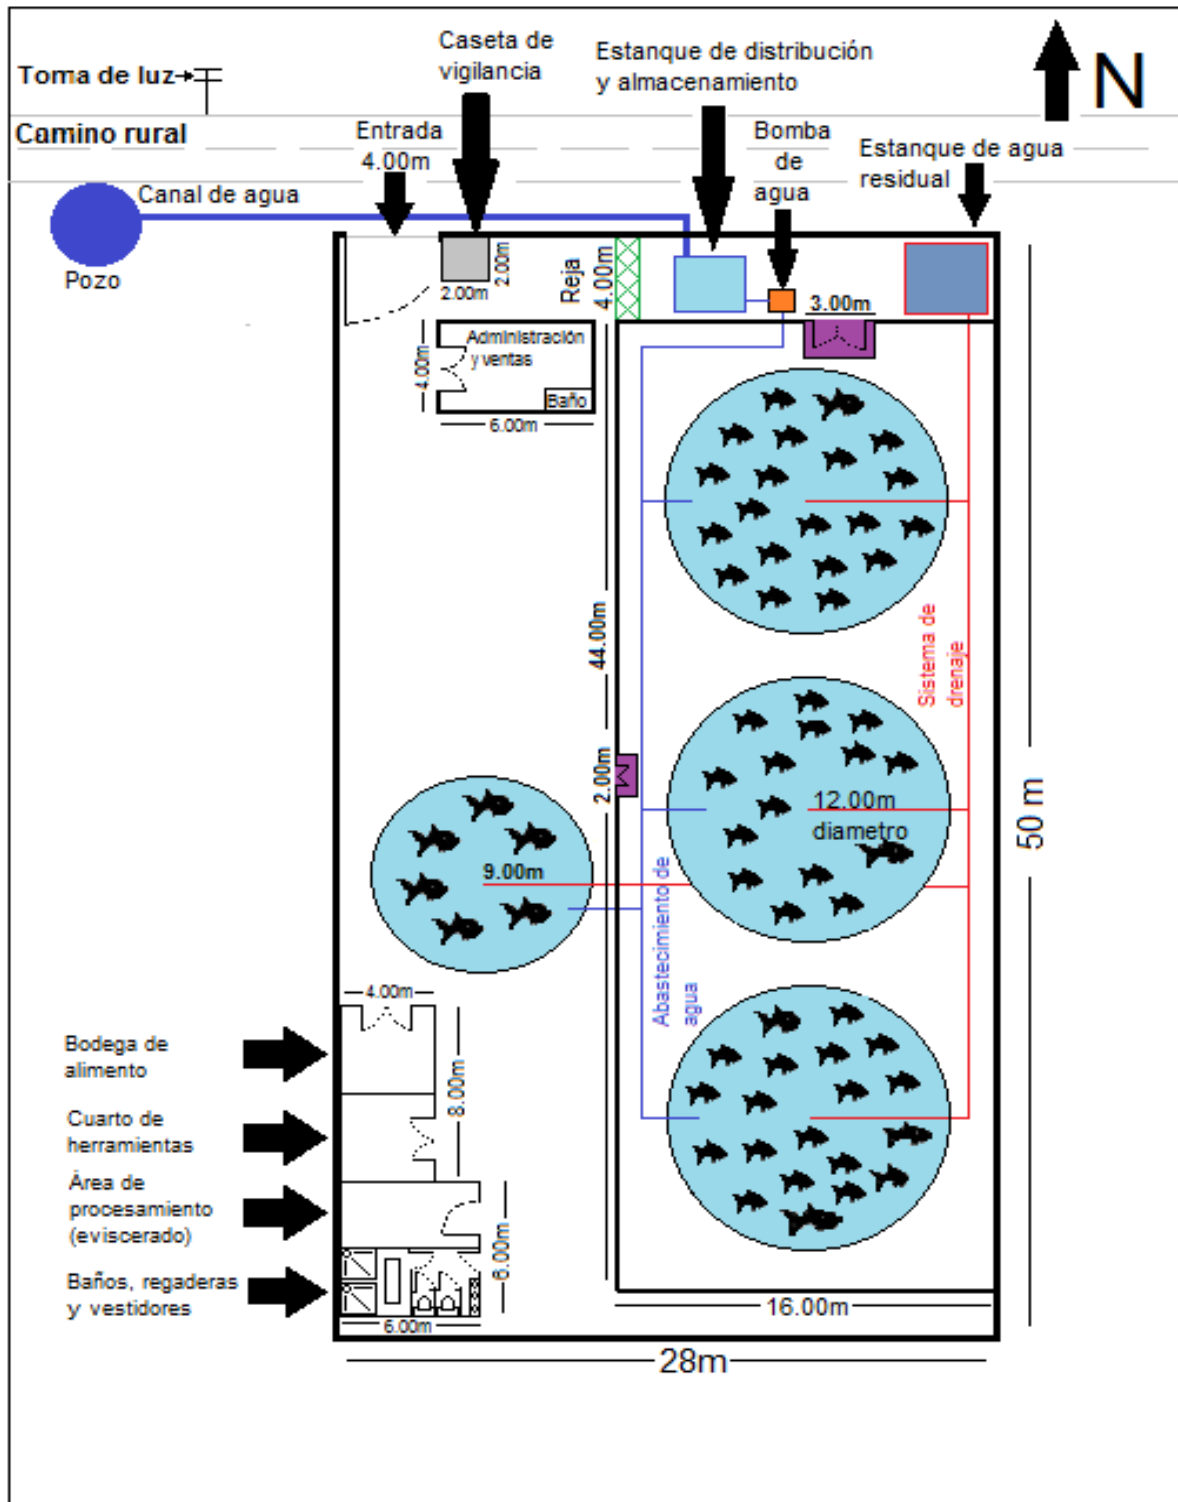 Caseta de
vigilancia
Estanque de distribución
y almacenamiento
N
Toma de luz
Camino rural
Entrada
4.00m
Bomba
de
agua
Estanque de agua
residual
Canal de agua
Pozo
2.00m
2.00m
Reja
4.00m
3.00m
Administración
y ventas
Baño
4.00m
6.00m
44.00m
Sistema de
drenaje
2.00m
12.00m
diametro
50 m
9.00m
Abastecimiento de
agua
4.00m
Bodega de
alimento
8.00m
Cuarto de
herramientas
Área de
procesamiento
(eviscerado)
6.00m
Baños, regaderas
y vestidores
6.00m
16.00m
28m